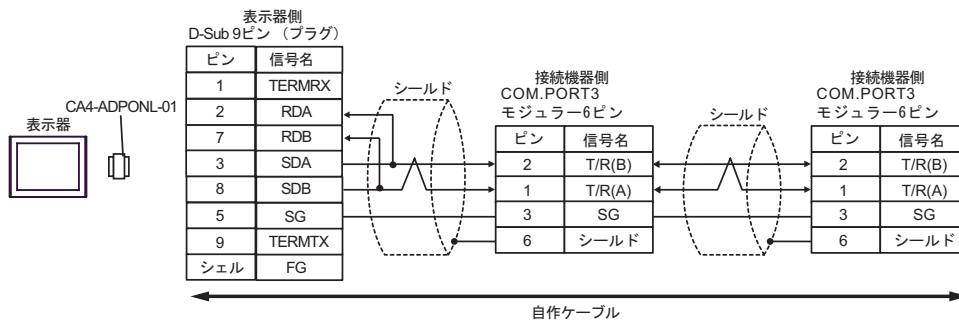 表示器
CA4-ADPONL-01
表示器側
D-Sub 9ピン （プラグ）
ピン 信号名
1 TERMRX
2 RDA
7 RDB
3 SDA
8 SDB
5 SG
9 TERMTX
シェル FG
シールド
接続機器側
COM.PORT3
モジュラー6ピン
ピン 信号名
2 T/R(B)
1 T/R(A)
3 SG
6 シールド
シールド
接続機器側
COM.PORT3
モジュラー6ピン
ピン 信号名
2 T/R(B)
1 T/R(A)
3 SG
6 シールド
自作ケーブル